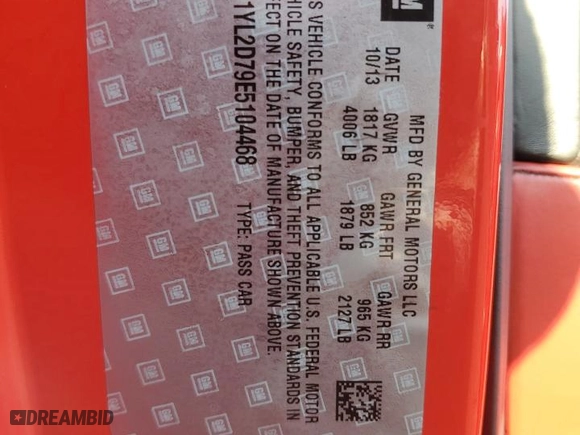 GM
MFD BY GENERAL MOTORS LLC
DATE GVWR GAWR FRT GAWR RR
10/13 1817 KG 852 KG 965 KG
4006 LB 1879 LB 2127 LB
VEHICLE CONFORMS TO ALL APPLICABLE U.S. FEDERAL MOTOR
VEHICLE SAFETY, BUMPER, AND THEFT PREVENTION STANDARDS IN
EFFECT ON THE DATE OF MANUFACTURE SHOWN ABOVE.
1YL2D79E5104468 TYPE: PASS CAR
DREAMBID